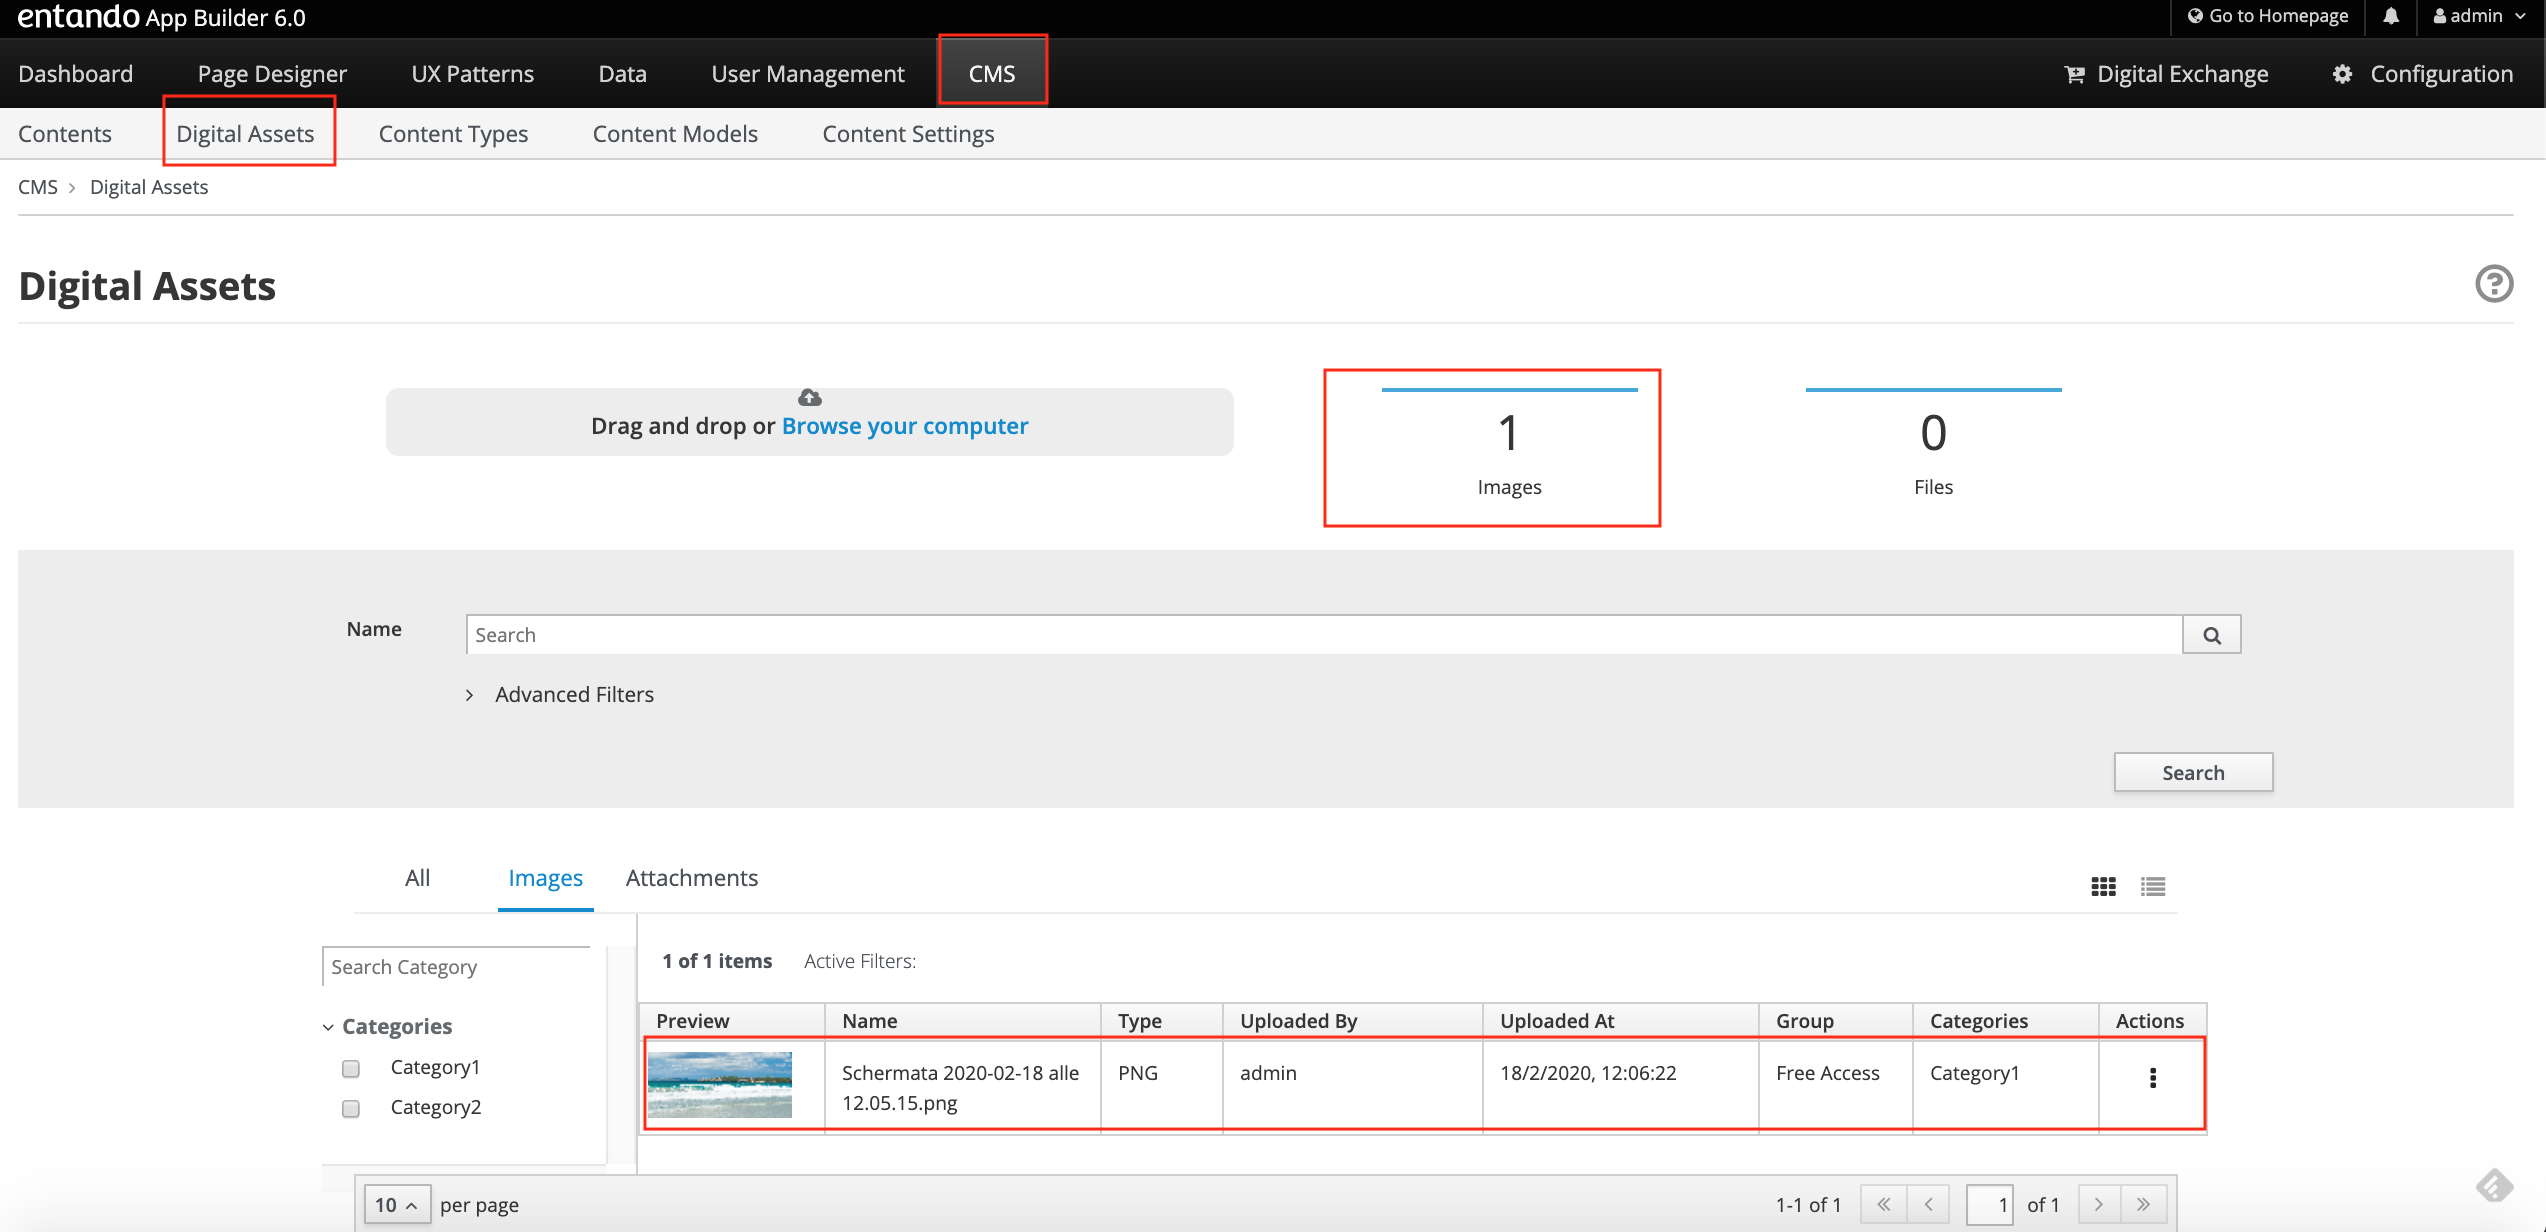 entando App Builder 6.0
Go to Homepage
admin
Dashboard
Page Designer
UX Patterns
Data
User Management
CMS
Digital Exchange
Configuration
Contents
Digital Assets
Content Types
Content Models
Content Settings
CMS > Digital Assets
Digital Assets
Drag and drop or Browse your computer
1
Images
0
Files
Name
Search
Advanced Filters
Search
All
Images
Attachments
Search Category
Categories
Category1
Category2
1 of 1 items
Active Filters:
Preview
Name
Type
Uploaded By
Uploaded At
Group
Categories
Actions
Schermata 2020-02-18 alle
12.05.15.png
PNG
admin
18/2/2020, 12:06:22
Free Access
Category1
10
per page
1-1 of 1
1
of 1